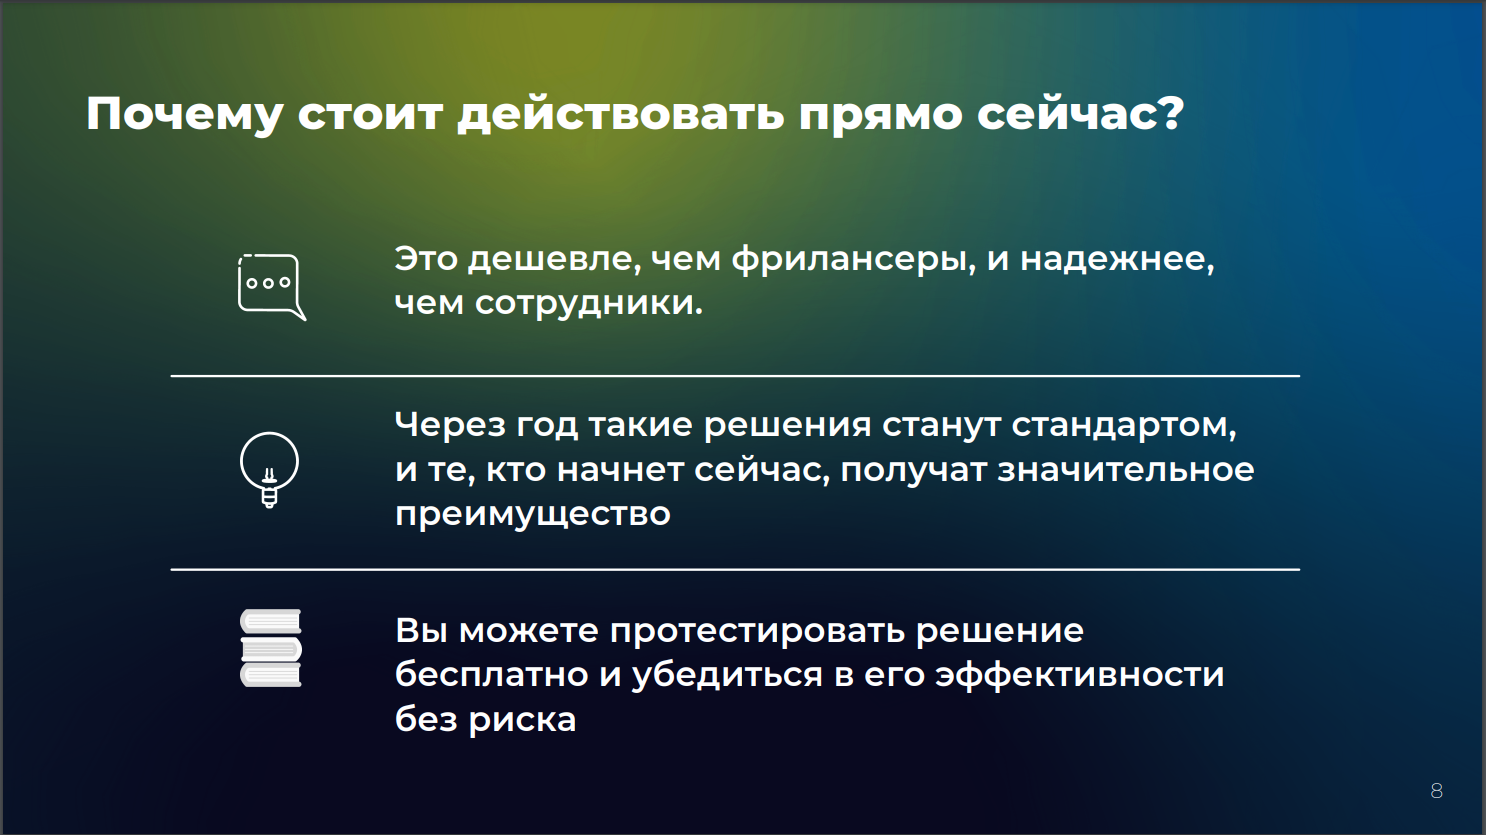 Почему стоит действовать прямо сейчас?
Это дешевле, чем фрилансеры, и надежнее,
чем сотрудники.
Через год такие решения станут стандартом,
и те, кто начнет сейчас, получат значительное
преимущество
Вы можете протестировать решение
бесплатно и убедиться в его эффективности
без риска
8